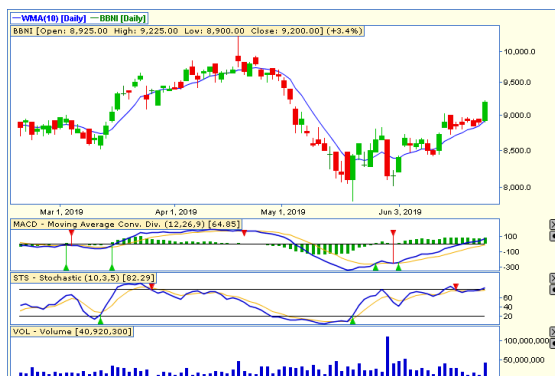 WMA(10) [Daily] BBNI [Daily]
BBNI [Open: 8,925.00 High: 9,225.00 Low: 8,900.00 Close: 9,200.00] (+3.4%)
10,000.0
9,500.0
9,000.0
8,500.0
8,000.0
Mar 1, 2019 Apr 1, 2019 May 1, 2019 Jun 3, 2019
MACD - Moving Average Conv. Div. (12,26,9) [64.85]
100
-100
-300
STS - Stochastic (10,3,5) [82.29]
60
40
20
VOL - Volume [40,920,300]
100,000,000
50,000,000